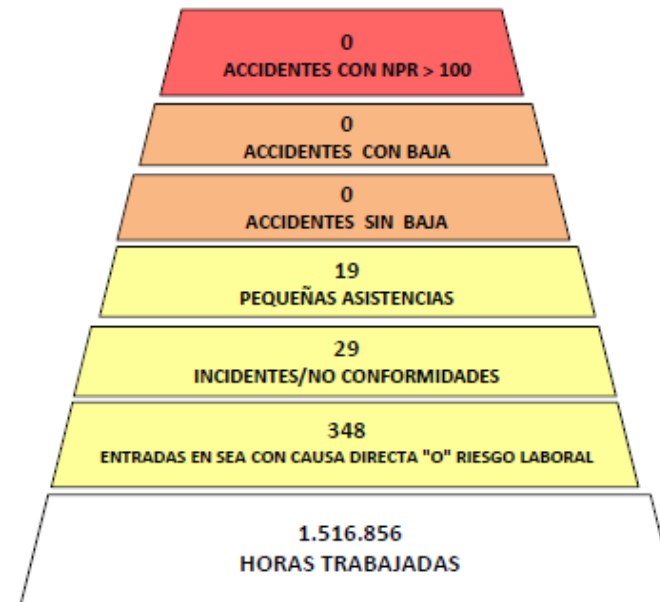 0
ACCIDENTES CON NPR > 100
0
ACCIDENTES CON BAJA
0
ACCIDENTES SIN BAJA
19
PEQUEÑAS ASISTENCIAS
29
INCIDENTES/NO CONFORMIDADES
348
ENTRADAS EN SEA CON CAUSA DIRECTA "O" RIESGO LABORAL
1.516.856
HORAS TRABAJADAS